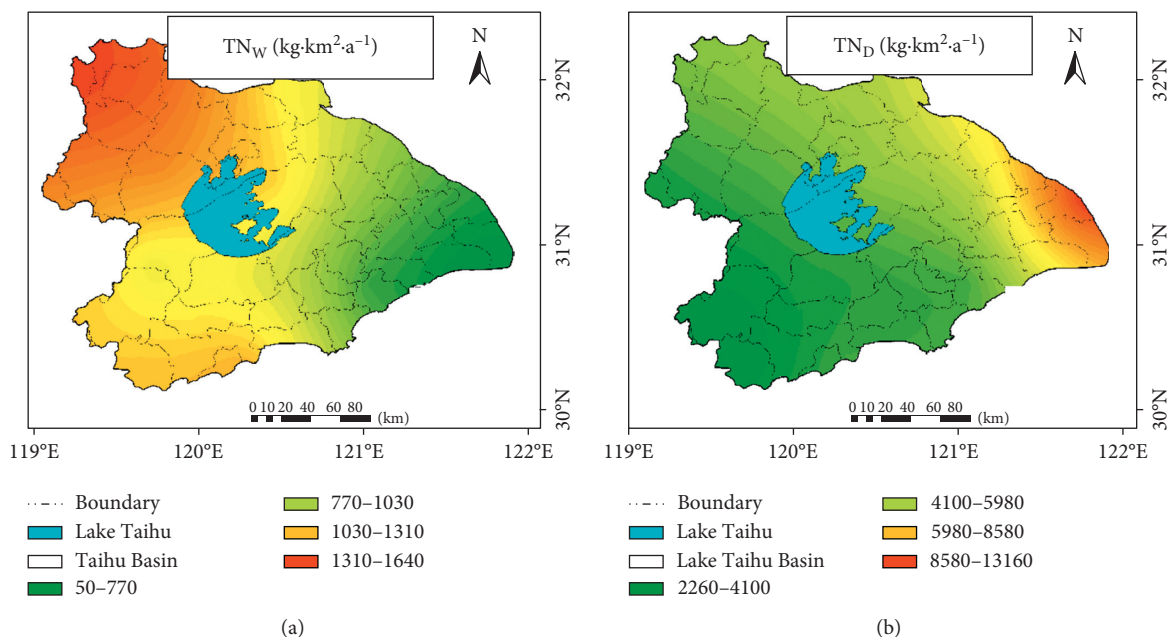 TN_W (kg·km²·a⁻¹)
N
32°N
31°N
30°N
0 10 20 40 60 80
(km)
119°E 120°E 121°E 122°E
Boundary
Lake Taihu
Taihu Basin
50–770
770–1030
1030–1310
1310–1640
(a)
TN_D (kg·km²·a⁻¹)
N
32°N
31°N
30°N
0 10 20 40 60 80
(km)
119°E 120°E 121°E 122°E
Boundary
Lake Taihu
Lake Taihu Basin
2260–4100
4100–5980
5980–8580
8580–13160
(b)